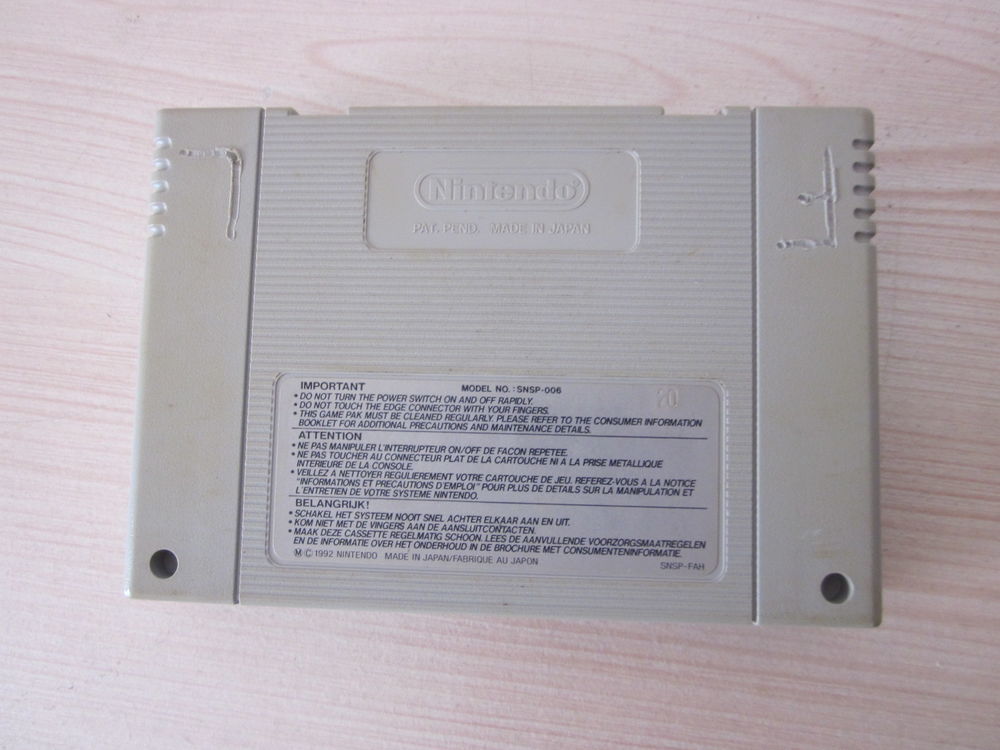 Nintendo®
PAT. PEND. MADE IN JAPAN
IMPORTANT MODEL NO. : SNSP-006
• DO NOT TURN THE POWER SWITCH ON AND OFF RAPIDLY.
• DO NOT TOUCH THE EDGE CONNECTOR WITH YOUR FINGERS.
• THIS GAME PAK MUST BE CLEANED REGULARLY. PLEASE REFER TO THE CONSUMER INFORMATION
BOOKLET FOR ADDITIONAL PRECAUTIONS AND MAINTENANCE DETAILS.
20
ATTENTION
• NE PAS MANIPULER L'INTERRUPTEUR ON/OFF DE FACON REPETEE.
• NE PAS TOUCHER AU CONNECTEUR PLAT DE LA CARTOUCHE NI A LA PRISE METALLIQUE
INTERIEURE DE LA CONSOLE.
• VEILLEZ A NETTOYER REGULIEREMENT VOTRE CARTOUCHE DE JEU. REFEREZ-VOUS A LA NOTICE
"INFORMATIONS ET PRECAUTIONS D'EMPLOI" POUR PLUS DE DETAILS SUR LA MANIPULATION ET
L'ENTRETIEN DE VOTRE SYSTEME NINTENDO.
BELANGRIJK!
• SCHAKEL HET SYSTEEM NOOIT SNEL ACHTER ELKAAR AAN EN UIT.
• KOM NIET MET DE VINGERS AAN DE AANSLUITCONTACTEN.
• MAAK DEZE CASSETTE REGELMATIG SCHOON. LEES DE AANVULLENDE VOORZORGSMAATREGELEN
EN DE INFORMATIE OVER HET ONDERHOUD IN DE BROCHURE MET CONSUMENTENINFORMATIE.
Ⓜ © 1992 NINTENDO MADE IN JAPAN/FABRIQUE AU JAPON SNSP-FAH